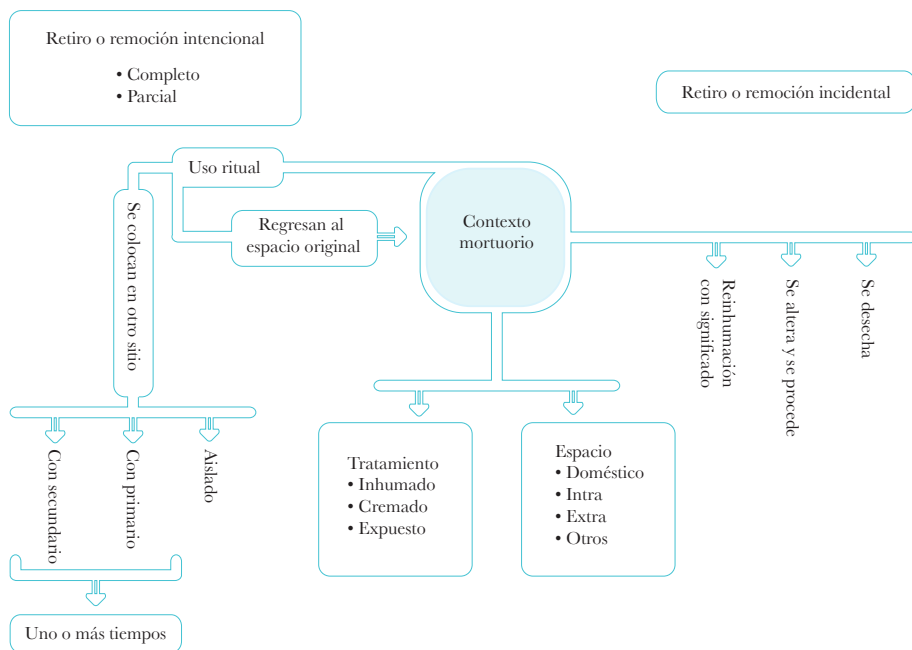 Retiro o remoción intencional
• Completo
• Parcial
Retiro o remoción incidental
Uso ritual
Regresan al
espacio original
Se colocan en otro sitio
Contexto
mortuorio
Reinhumación
con significado
Se altera y se procede
Se desecha
Con secundario
Con primario
Aislado
Tratamiento
• Inhumado
• Cremado
• Expuesto
Espacio
• Doméstico
• Intra
• Extra
• Otros
Uno o más tiempos